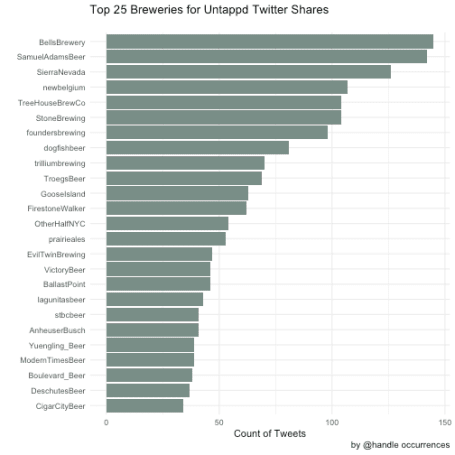 Top 25 Breweries for Untappd Twitter Shares
BellsBrewery
SamuelAdamsBeer
SierraNevada
newbelgium
TreeHouseBrewCo
StoneBrewing
foundersbrewing
dogfishbeer
trilliumbrewing
TroegsBeer
GooseIsland
FirestoneWalker
OtherHalfNYC
prairieales
EvilTwinBrewing
VictoryBeer
BallastPoint
lagunitasbeer
stbcbeer
AnheuserBusch
Yuengling_Beer
ModernTimesBeer
Boulevard_Beer
DeschutesBeer
CigarCityBeer
0 50 100 150
Count of Tweets
by @handle occurrences